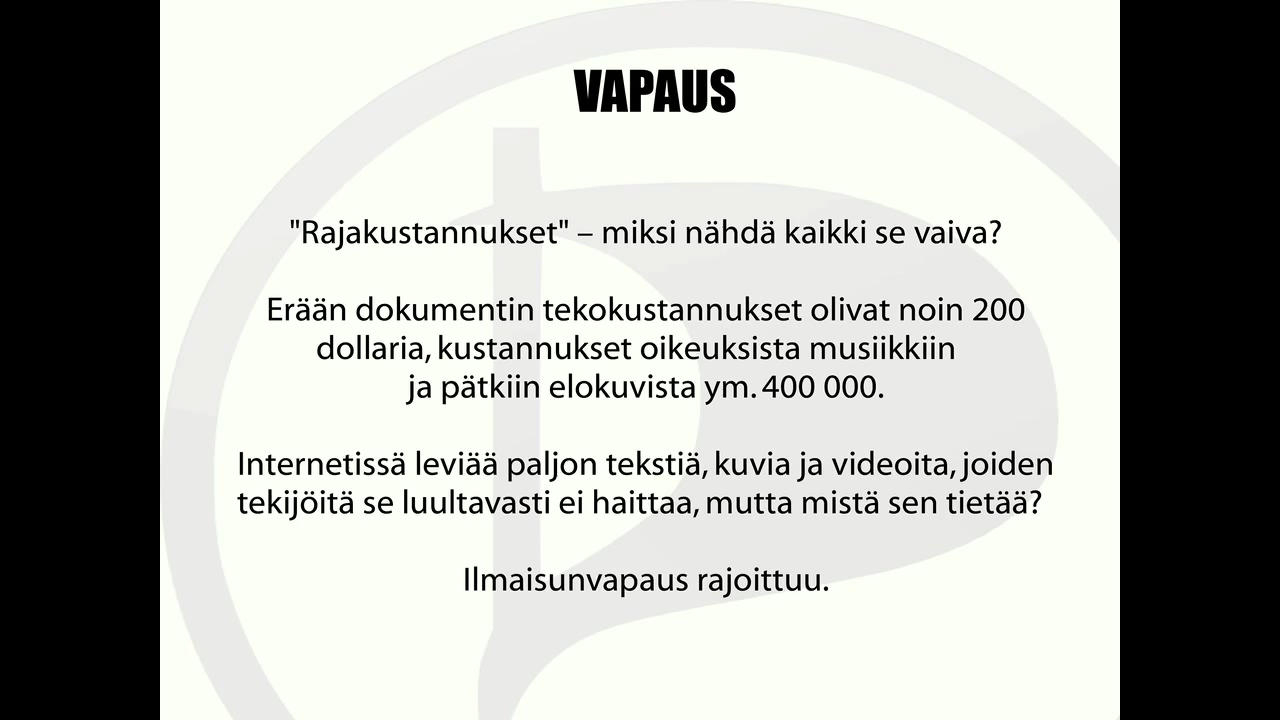 VAPAUS
"Rajakustannukset" – miksi nähdä kaikki se vaiva?
Erään dokumentin tekokustannukset olivat noin 200
dollaria, kustannukset oikeuksista musiikkiin
ja pätkiin elokuvista ym. 400 000.
Internetissä leviää paljon tekstiä, kuvia ja videoita, joiden
tekijöitä se luultavasti ei haittaa, mutta mistä sen tietää?
Ilmaisunvapaus rajoittuu.